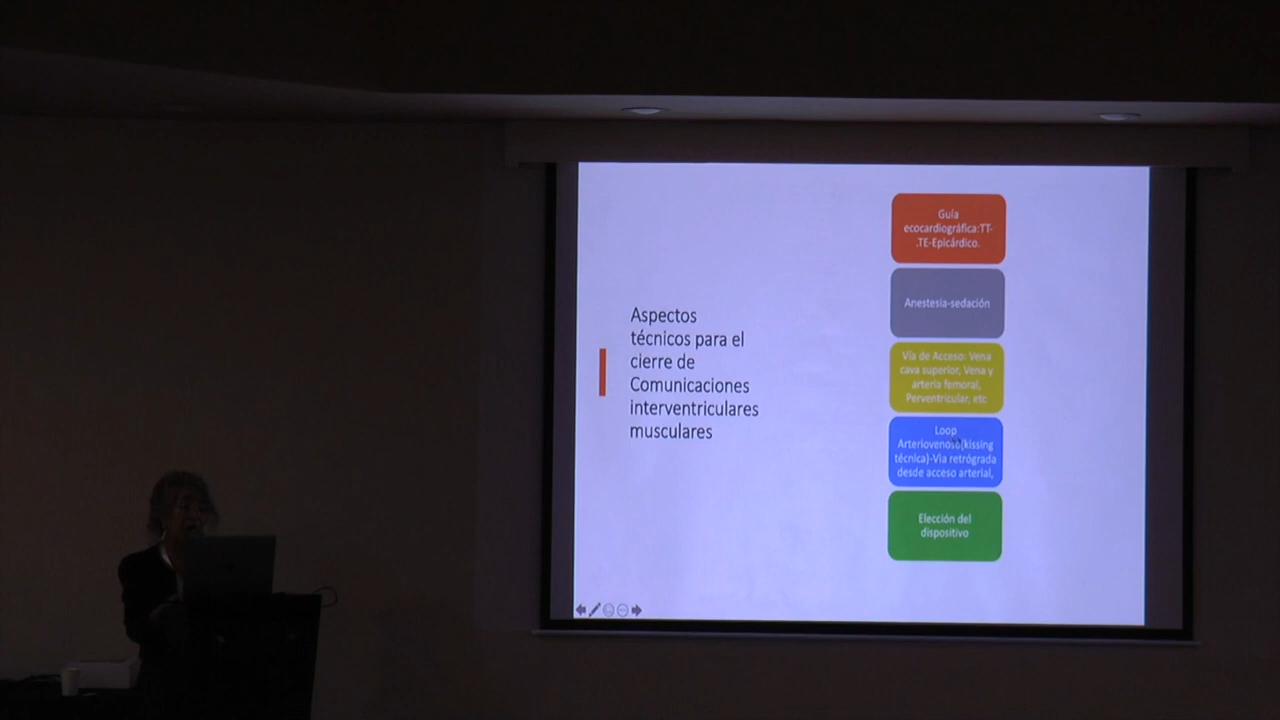 Aspectos
técnicos para el
cierre de
Comunicaciones
interventriculares
musculares
Guía
ecocardiográfica:TT-
.TE-Epicárdico.
Anestesia-sedación
Vía de Acceso: Vena
cava superior, Vena y
arteria femoral,
Perventricular, etc
Loop
Arteriovenoso(kissing
técnica)-Via retrógrada
desde acceso arterial,
Elección del
dispositivo